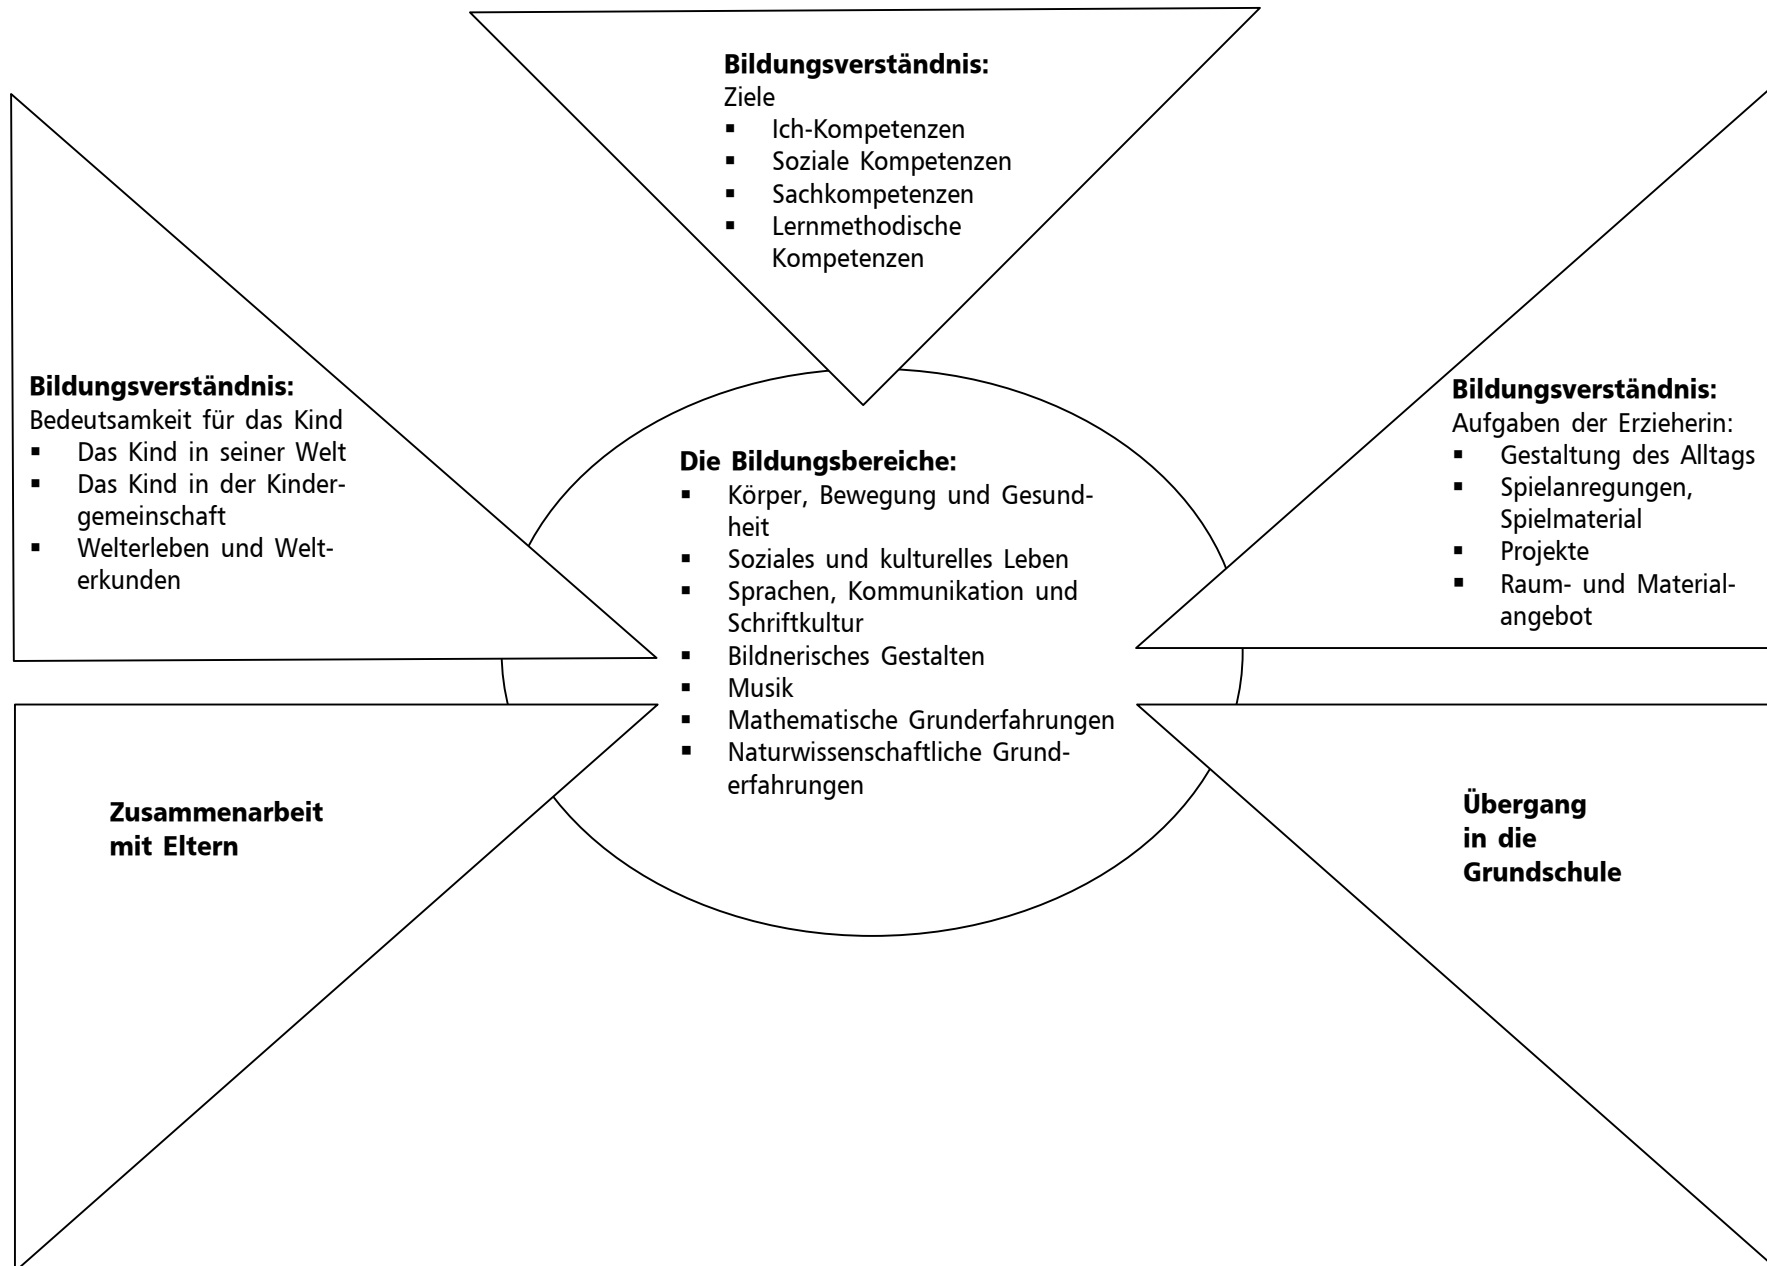 Bildungsverständnis:
Ziele
▪ Ich-Kompetenzen
▪ Soziale Kompetenzen
▪ Sachkompetenzen
▪ Lernmethodische
Kompetenzen
Bildungsverständnis:
Bedeutsamkeit für das Kind
▪ Das Kind in seiner Welt
▪ Das Kind in der Kinder-
gemeinschaft
▪ Welterleben und Welt-
erkunden
Die Bildungsbereiche:
▪ Körper, Bewegung und Gesund-
heit
▪ Soziales und kulturelles Leben
▪ Sprachen, Kommunikation und
Schriftkultur
▪ Bildnerisches Gestalten
▪ Musik
▪ Mathematische Grunderfahrungen
▪ Naturwissenschaftliche Grund-
erfahrungen
Bildungsverständnis:
Aufgaben der Erzieherin:
▪ Gestaltung des Alltags
▪ Spielanregungen,
Spielmaterial
▪ Projekte
▪ Raum- und Material-
angebot
Zusammenarbeit
mit Eltern
Übergang
in die
Grundschule